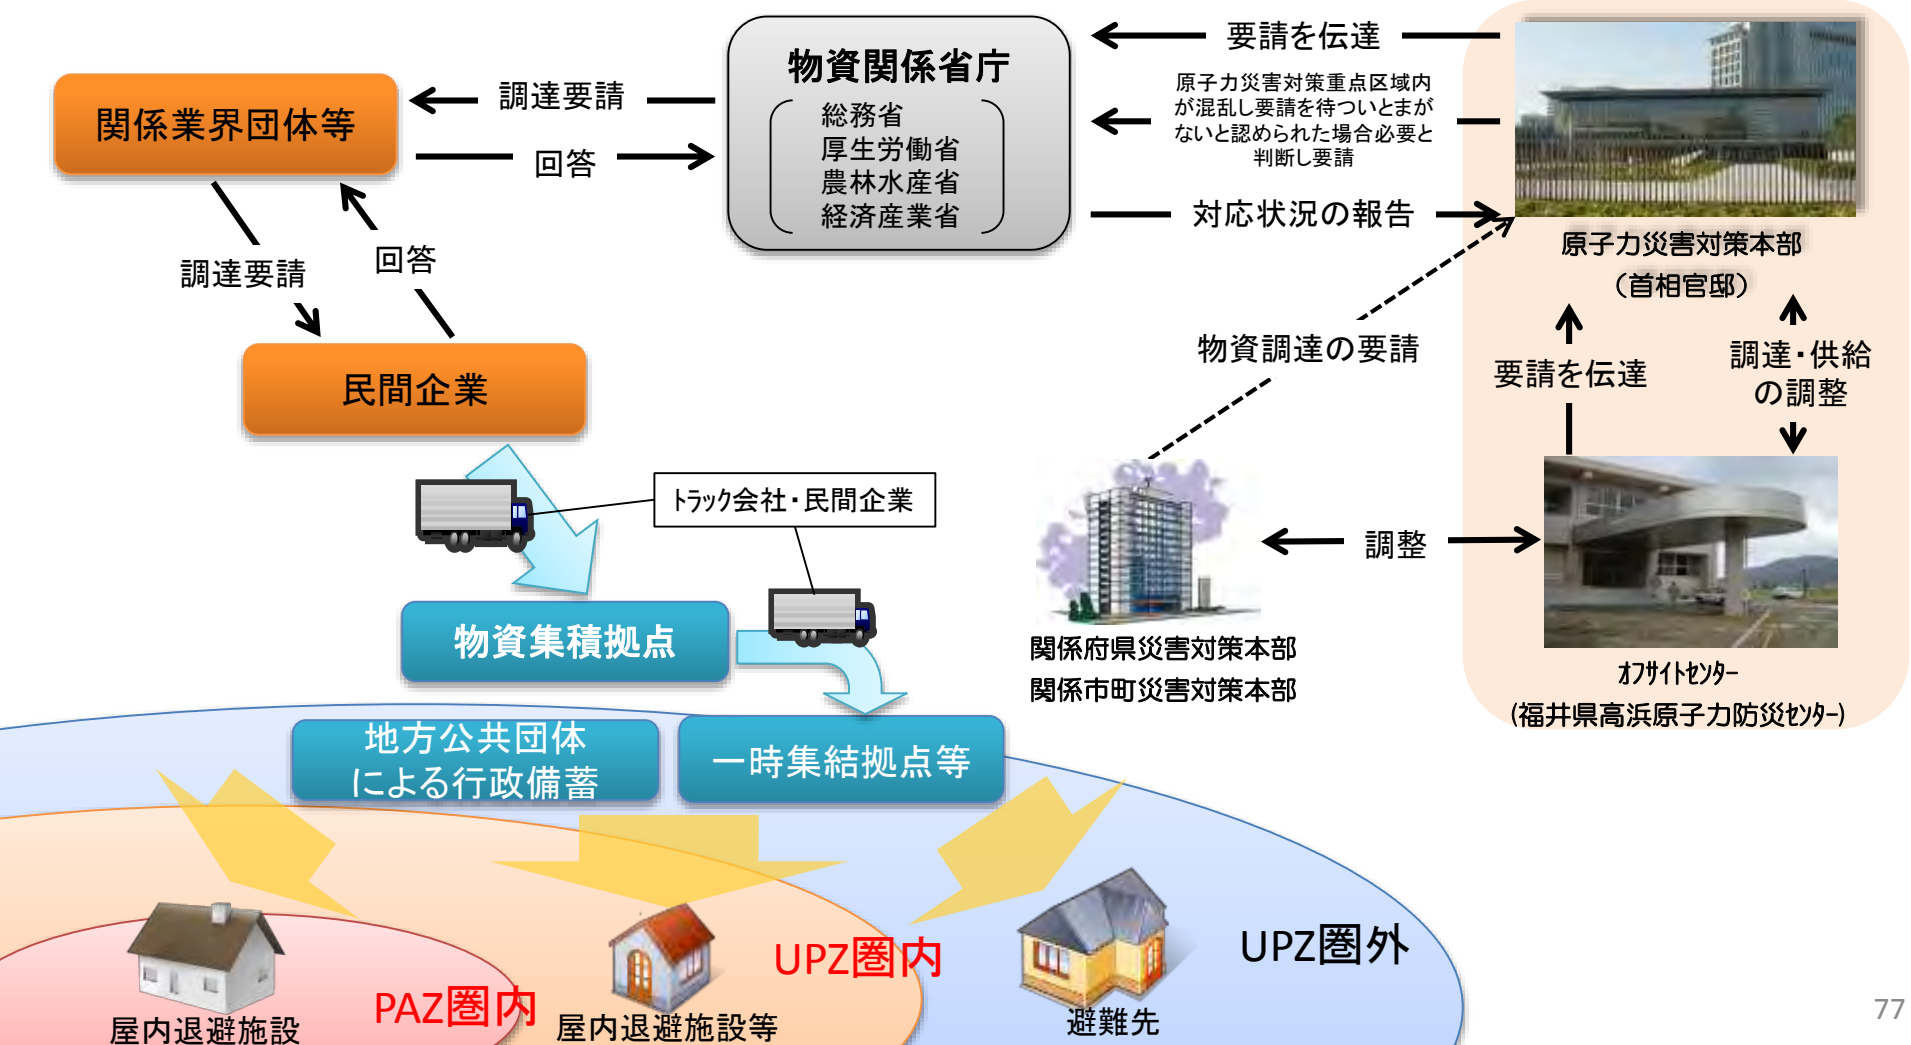 物資関係省庁
総務省
厚生労働省
農林水産省
経済産業省
関係業界団体等
調達要請
回答
要請を伝達
原子力災害対策重点区域内
が混乱し要請を待ついとまが
ないと認められた場合必要と
判断し要請
対応状況の報告
原子力災害対策本部
（首相官邸）
調達要請
回答
民間企業
物資調達の要請
要請を伝達
調達・供給
の調整
トラック会社・民間企業
調整
物資集積拠点
関係府県災害対策本部
関係市町災害対策本部
オフサイトセンター
(福井県高浜原子力防災センター)
地方公共団体
による行政備蓄
一時集結拠点等
UPZ圏外
UPZ圏内
PAZ圏内
屋内退避施設
屋内退避施設等
避難先
77